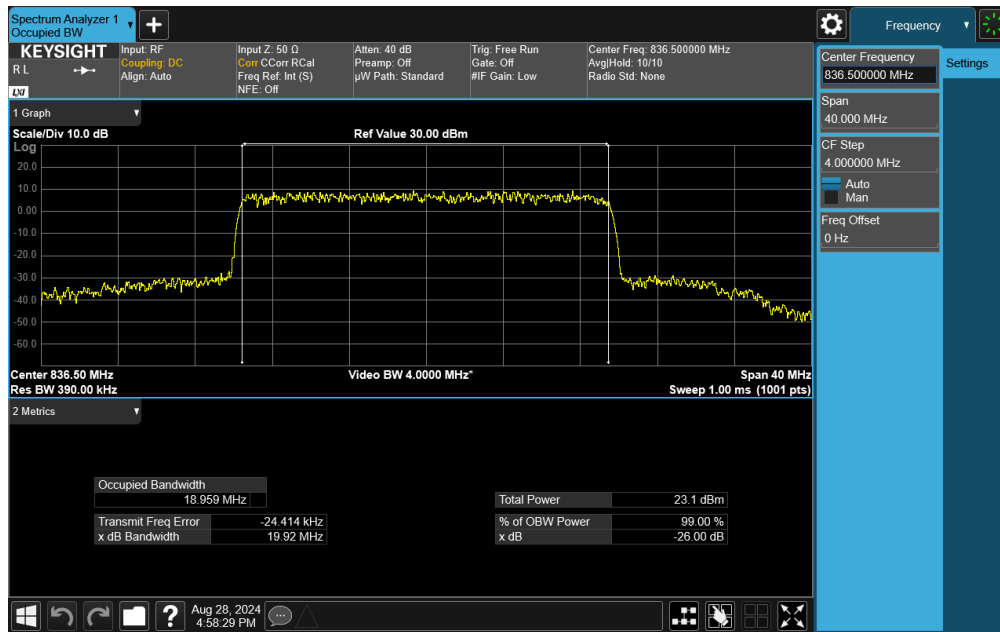 Spectrum Analyzer 1
Occupied BW
Frequency
KEYSIGHT
R L
LXI
Input: RF
Coupling: DC
Align: Auto
Input Z: 50 Ω
Corr CCorr RCal
Freq Ref: Int (S)
NFE: Off
Atten: 40 dB
Preamp: Off
µW Path: Standard
Trig: Free Run
Gate: Off
#IF Gain: Low
Center Freq: 836.500000 MHz
Avg|Hold: 10/10
Radio Std: None
Center Frequency
836.500000 MHz
Settings
Span
40.000 MHz
CF Step
4.000000 MHz
Auto
Man
Freq Offset
0 Hz
1 Graph
Scale/Div 10.0 dB
Ref Value 30.00 dBm
Log
20.0
10.0
0.00
-10.0
-20.0
-30.0
-40.0
-50.0
-60.0
Center 836.50 MHz
Video BW 4.0000 MHz*
Span 40 MHz
Res BW 390.00 kHz
Sweep 1.00 ms (1001 pts)
2 Metrics
Occupied Bandwidth
18.959 MHz
Transmit Freq Error -24.414 kHz
x dB Bandwidth 19.92 MHz
Total Power 23.1 dBm
% of OBW Power 99.00 %
x dB -26.00 dB
?
Aug 28, 2024
4:58:29 PM